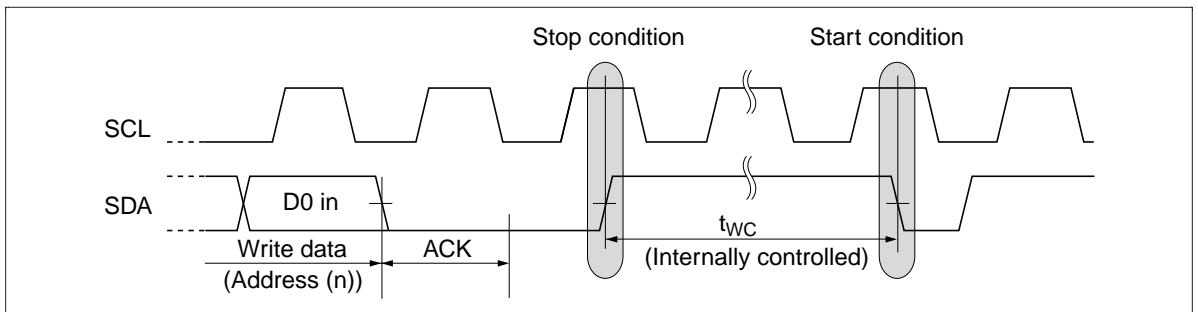 Stop condition
Start condition
SCL
SDA
D0 in
Write data
(Address (n))
ACK
tWC
(Internally controlled)